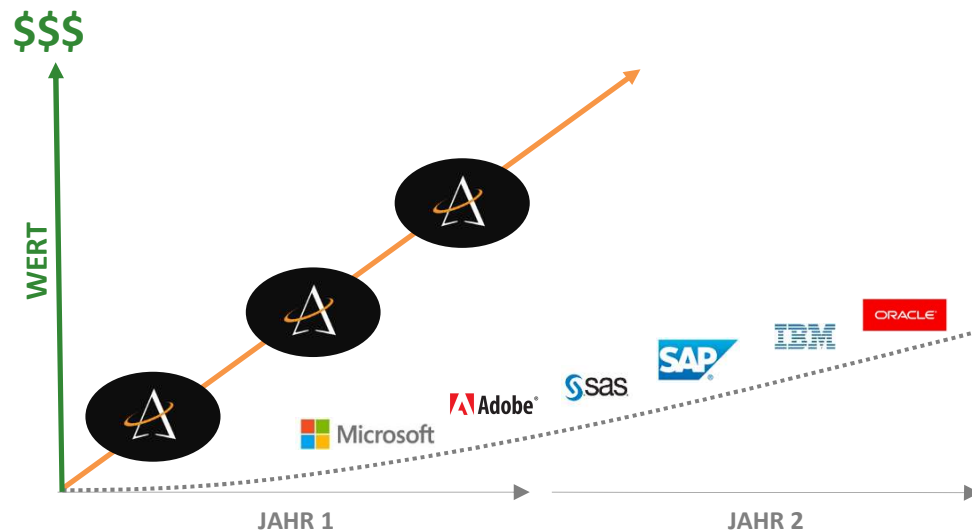 $$$
WERT
Microsoft
Adobe®
sas
SAP®
IBM
ORACLE®
JAHR 1
JAHR 2